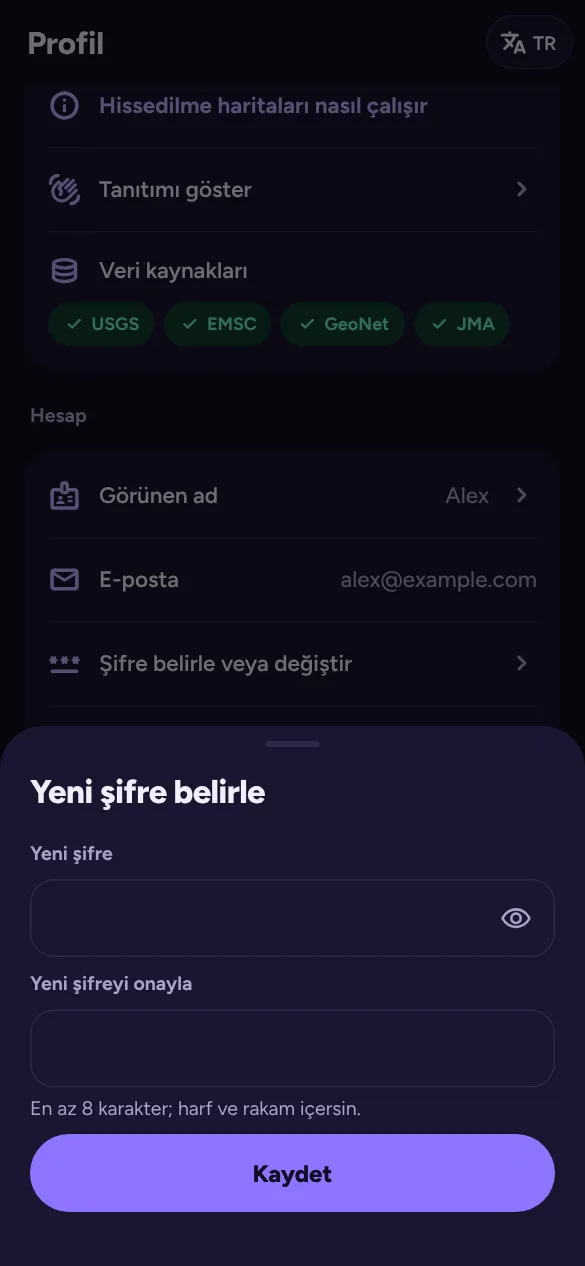 Profil
TR
Hissedilme haritaları nasıl çalışır
Tanıtımı göster
Veri kaynakları
USGS EMSC GeoNet JMA
Hesap
Görünen ad Alex
E-posta alex@example.com
Şifre belirle veya değiştir
Yeni şifre belirle
Yeni şifre
Yeni şifreyi onayla
En az 8 karakter; harf ve rakam içersin.
Kaydet